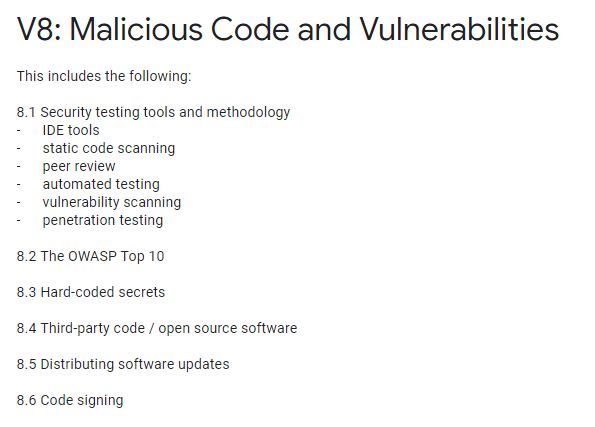 V8: Malicious Code and Vulnerabilities
This includes the following:
8.1 Security testing tools and methodology
- IDE tools
- static code scanning
- peer review
- automated testing
- vulnerability scanning
- penetration testing
8.2 The OWASP Top 10
8.3 Hard-coded secrets
8.4 Third-party code / open source software
8.5 Distributing software updates
8.6 Code signing